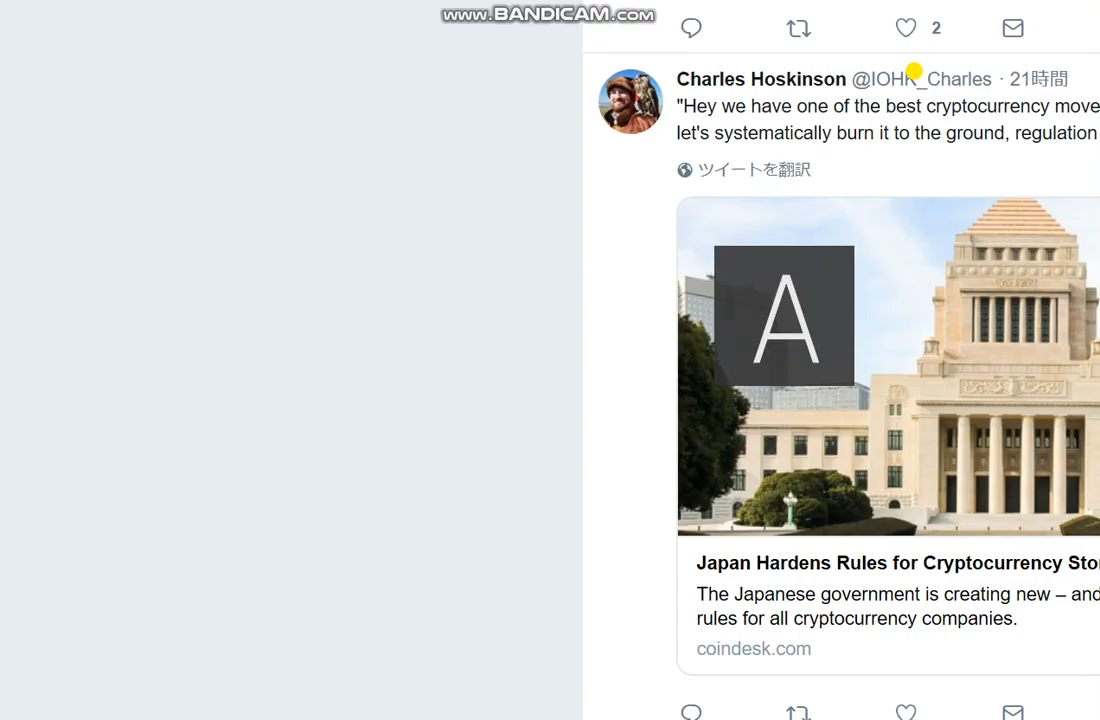 www.BANDICAM.com
2
Charles Hoskinson @IOHK_Charles · 21時間
"Hey we have one of the best cryptocurrency move
let's systematically burn it to the ground, regulation
ツイートを翻訳
A
Japan Hardens Rules for Cryptocurrency Sto
The Japanese government is creating new – and
rules for all cryptocurrency companies.
coindesk.com